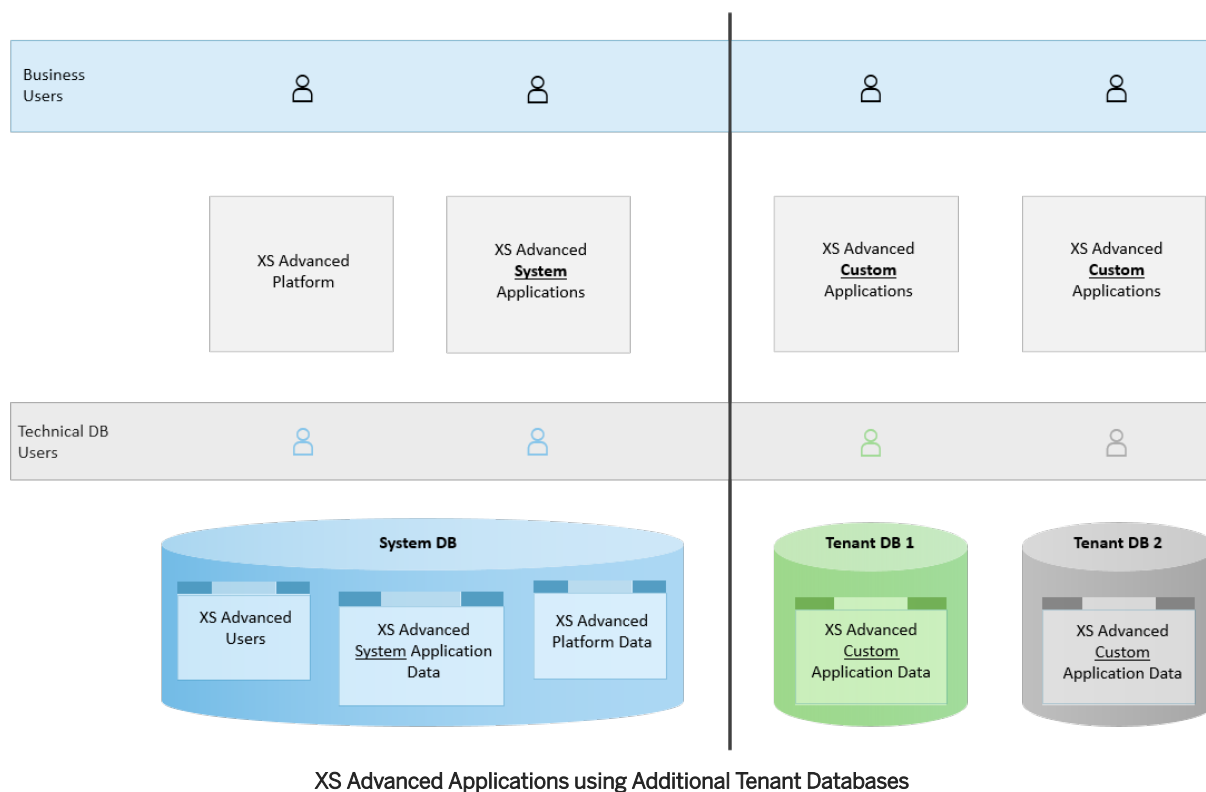 Business
Users
XS Advanced
Platform
XS Advanced
System
Applications
XS Advanced
Custom
Applications
XS Advanced
Custom
Applications
Technical DB
Users
System DB
XS Advanced
Users
XS Advanced
System Application
Data
XS Advanced
Platform Data
Tenant DB 1
XS Advanced
Custom
Application Data
Tenant DB 2
XS Advanced
Custom
Application Data
XS Advanced Applications using Additional Tenant Databases